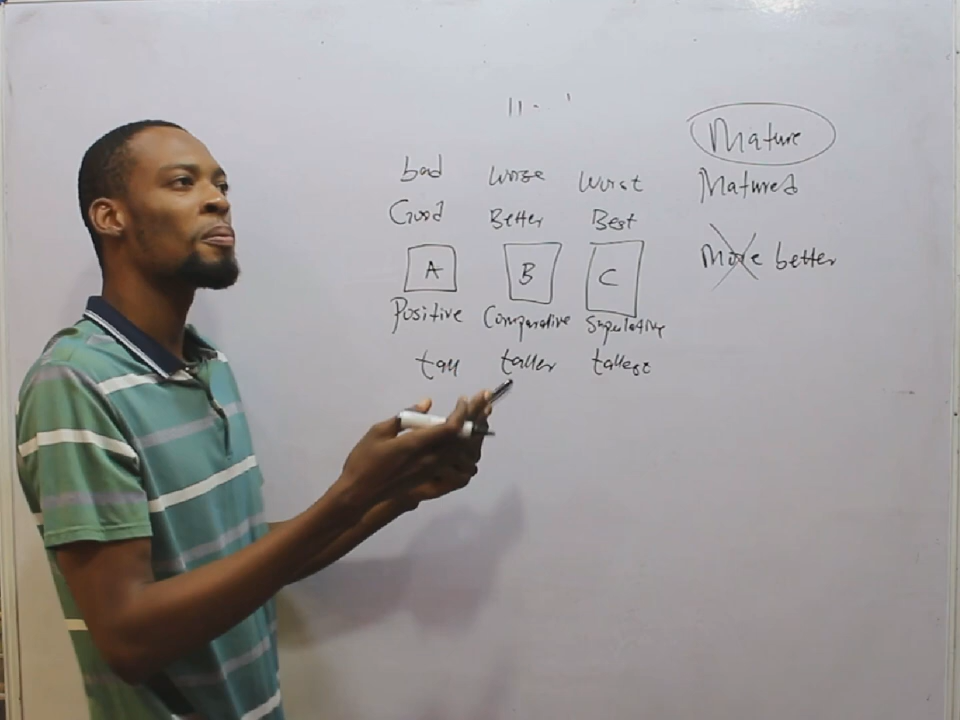 Mature
bad worse worst Matured
Good Better Best
More better
A B C
Positive Comparative Superlative
tall taller tallest